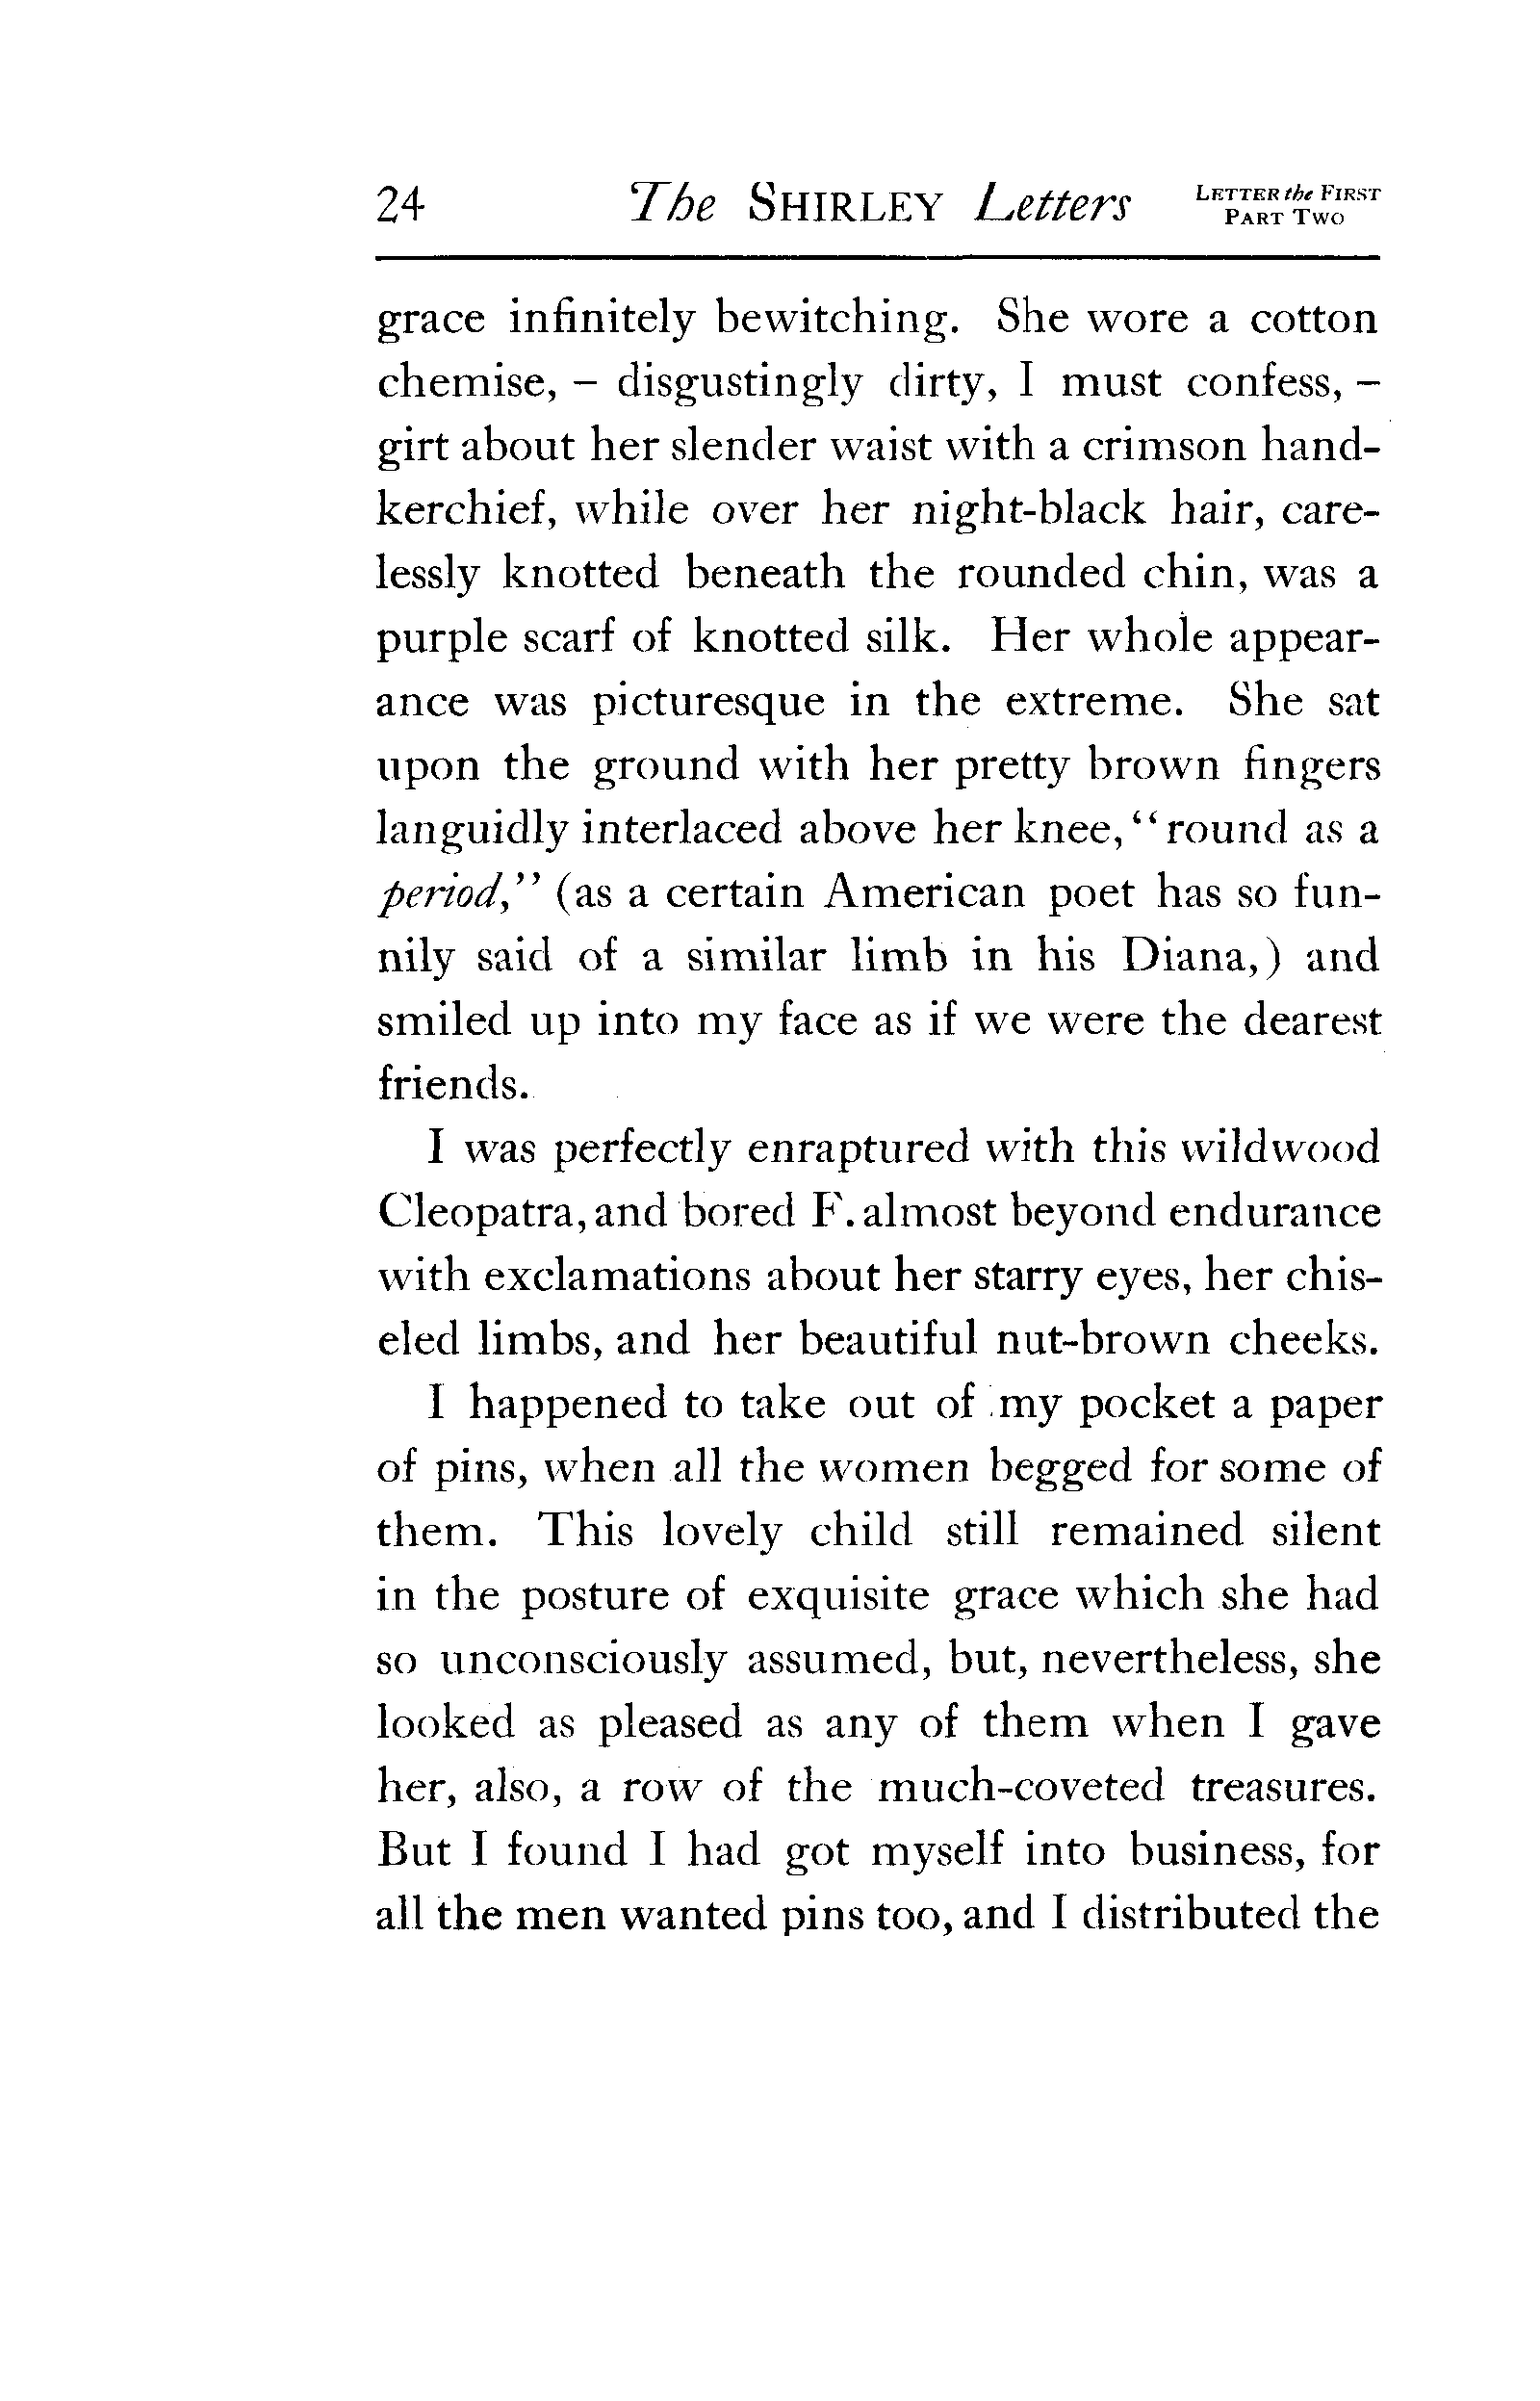 24 The SHIRLEY Letters LETTER the FIRST
PART TWO
grace infinitely bewitching. She wore a cotton
chemise, – disgustingly dirty, I must confess, –
girt about her slender waist with a crimson hand-
kerchief, while over her night-black hair, care-
lessly knotted beneath the rounded chin, was a
purple scarf of knotted silk. Her whole appear-
ance was picturesque in the extreme. She sat
upon the ground with her pretty brown fingers
languidly interlaced above her knee, “round as a
period,” (as a certain American poet has so fun-
nily said of a similar limb in his Diana,) and
smiled up into my face as if we were the dearest
friends.
I was perfectly enraptured with this wildwood
Cleopatra, and bored F. almost beyond endurance
with exclamations about her starry eyes, her chis-
eled limbs, and her beautiful nut-brown cheeks.
I happened to take out of my pocket a paper
of pins, when all the women begged for some of
them. This lovely child still remained silent
in the posture of exquisite grace which she had
so unconsciously assumed, but, nevertheless, she
looked as pleased as any of them when I gave
her, also, a row of the much-coveted treasures.
But I found I had got myself into business, for
all the men wanted pins too, and I distributed the